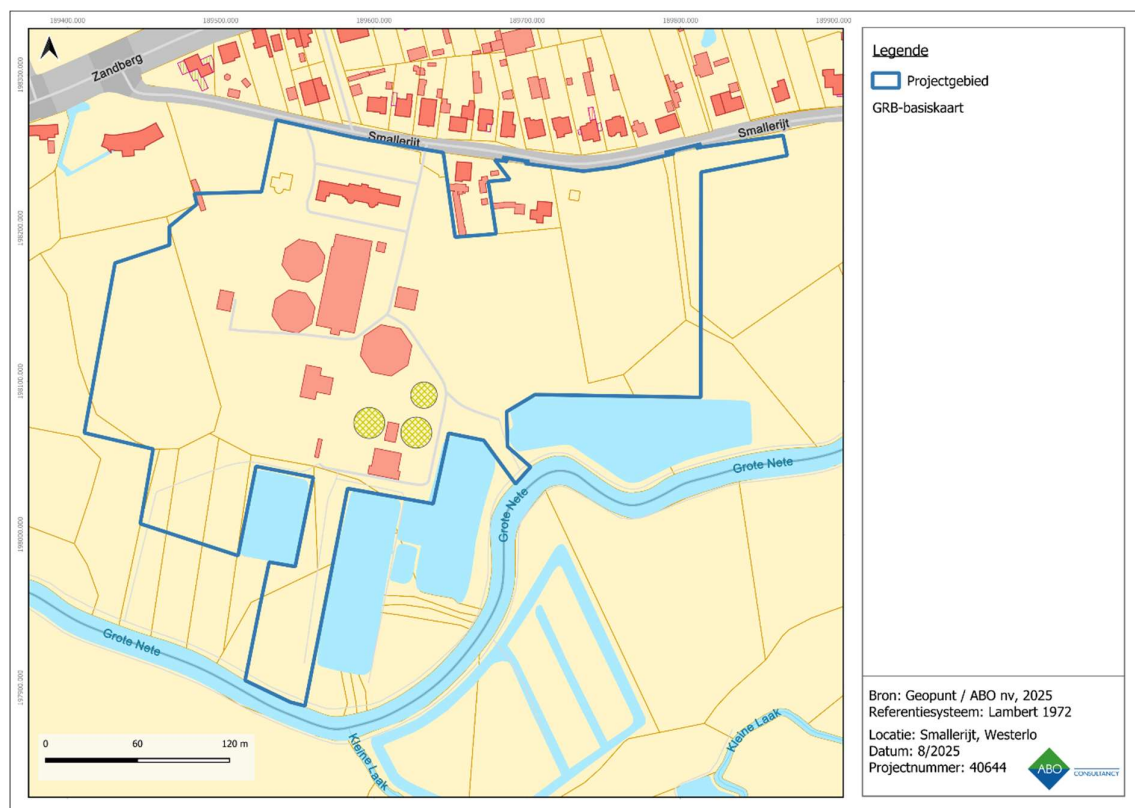 189400.000
189500.000
189600.000
189700.000
189800.000
189900.000
198300.000
198200.000
198100.000
198000.000
197900.000
Zandberg
Smallerijt
Smallerijt
Grote Nete
Grote Nete
Grote Nete
Kleine Laak
Kleine Laak
0 60 120 m
Legende
Projectgebied
GRB-basiskaart
Bron: Geopunt / ABO nv, 2025
Referentiesysteem: Lambert 1972
Locatie: Smallerijt, Westerlo
Datum: 8/2025
Projectnummer: 40644
ABO CONSULTANCY